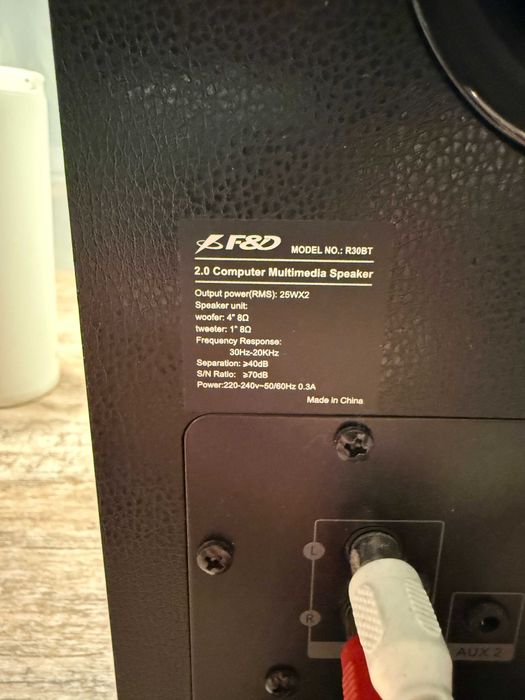 F&D MODEL NO.: R30BT
2.0 Computer Multimedia Speaker
Output power(RMS): 25WX2
Speaker unit:
woofer: 4" 8Ω
tweeter: 1" 8Ω
Frequency Response:
30Hz-20KHz
Separation: ⩾40dB
S/N Ratio: ⩾70dB
Power:220-240v~50/60Hz 0.3A
Made in China
L
R
AUX 2